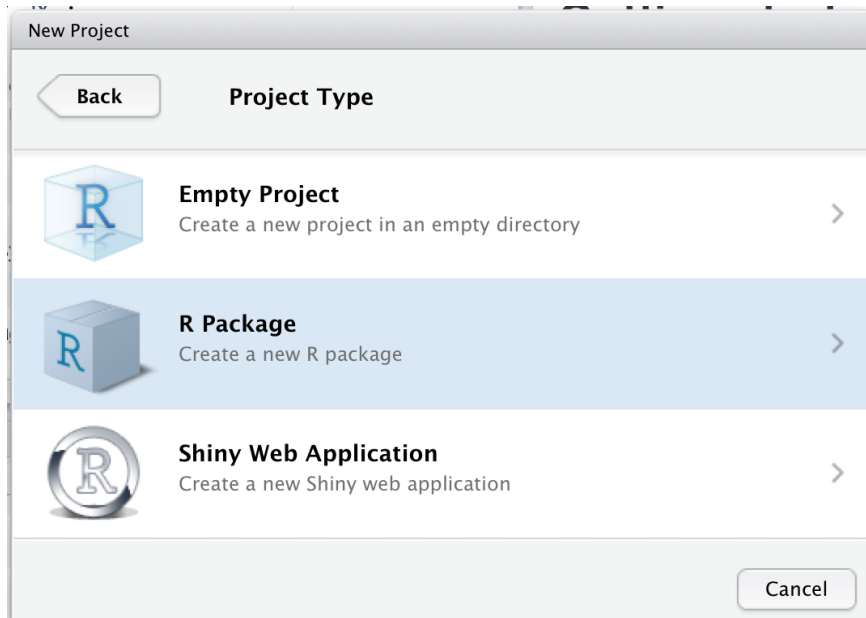 New Project
Back
Project Type
R
Empty Project
Create a new project in an empty directory
R
R Package
Create a new R package
R
Shiny Web Application
Create a new Shiny web application
Cancel